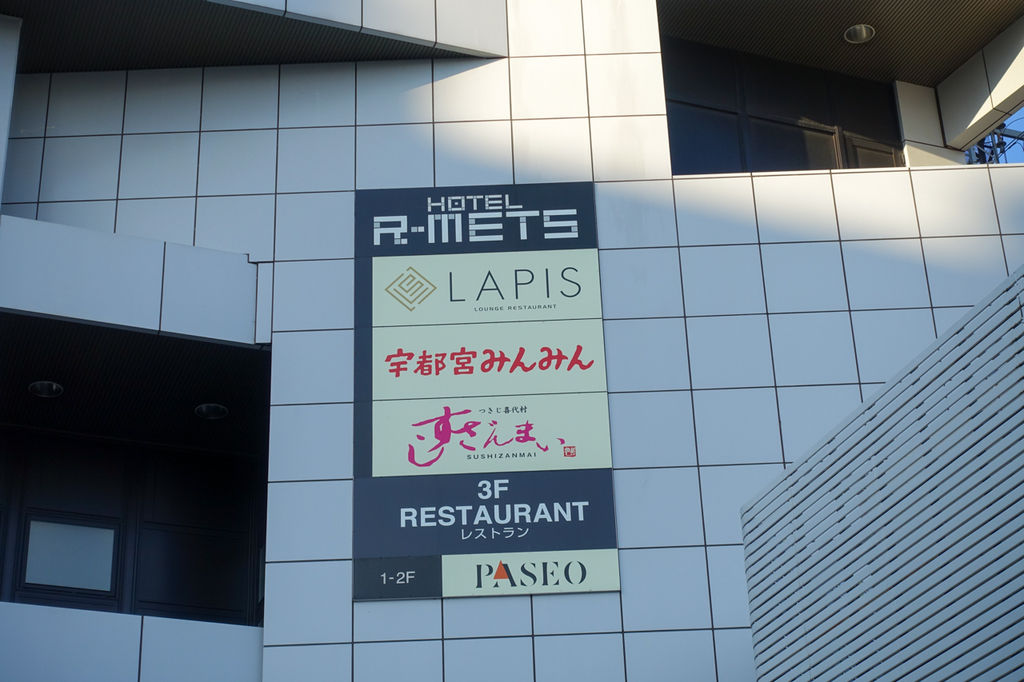 HOTEL
R-METS
LAPIS
LOUNGE RESTAURANT
宇都宮みんみん
つきじ喜代村
すしざんまい
SUSHIZANMAI
3F
RESTAURANT
レストラン
1-2F
PASEO